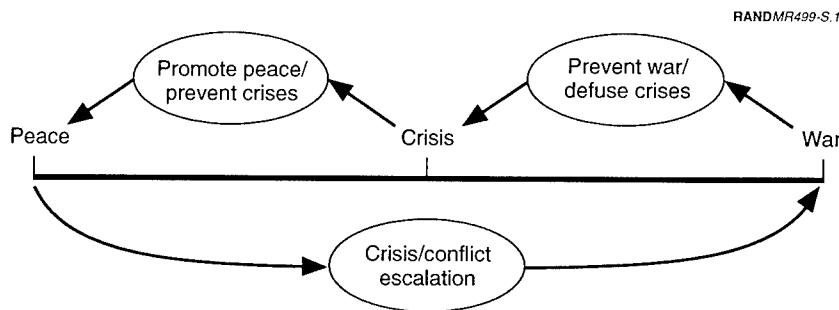 RANDMR499-S.1
Promote peace/
prevent crises
Prevent war/
defuse crises
Peace
Crisis
War
Crisis/conflict
escalation